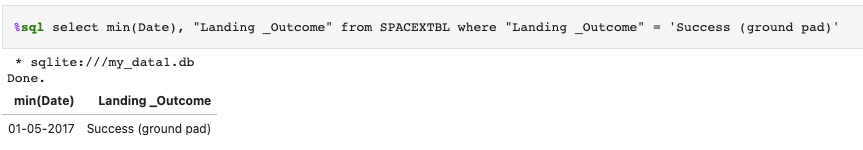 %sql select min(Date), "Landing _Outcome" from SPACEXTBL where "Landing _Outcome" = 'Success (ground pad)'
* sqlite:///my_data1.db
Done.
min(Date) Landing _Outcome
01-05-2017 Success (ground pad)